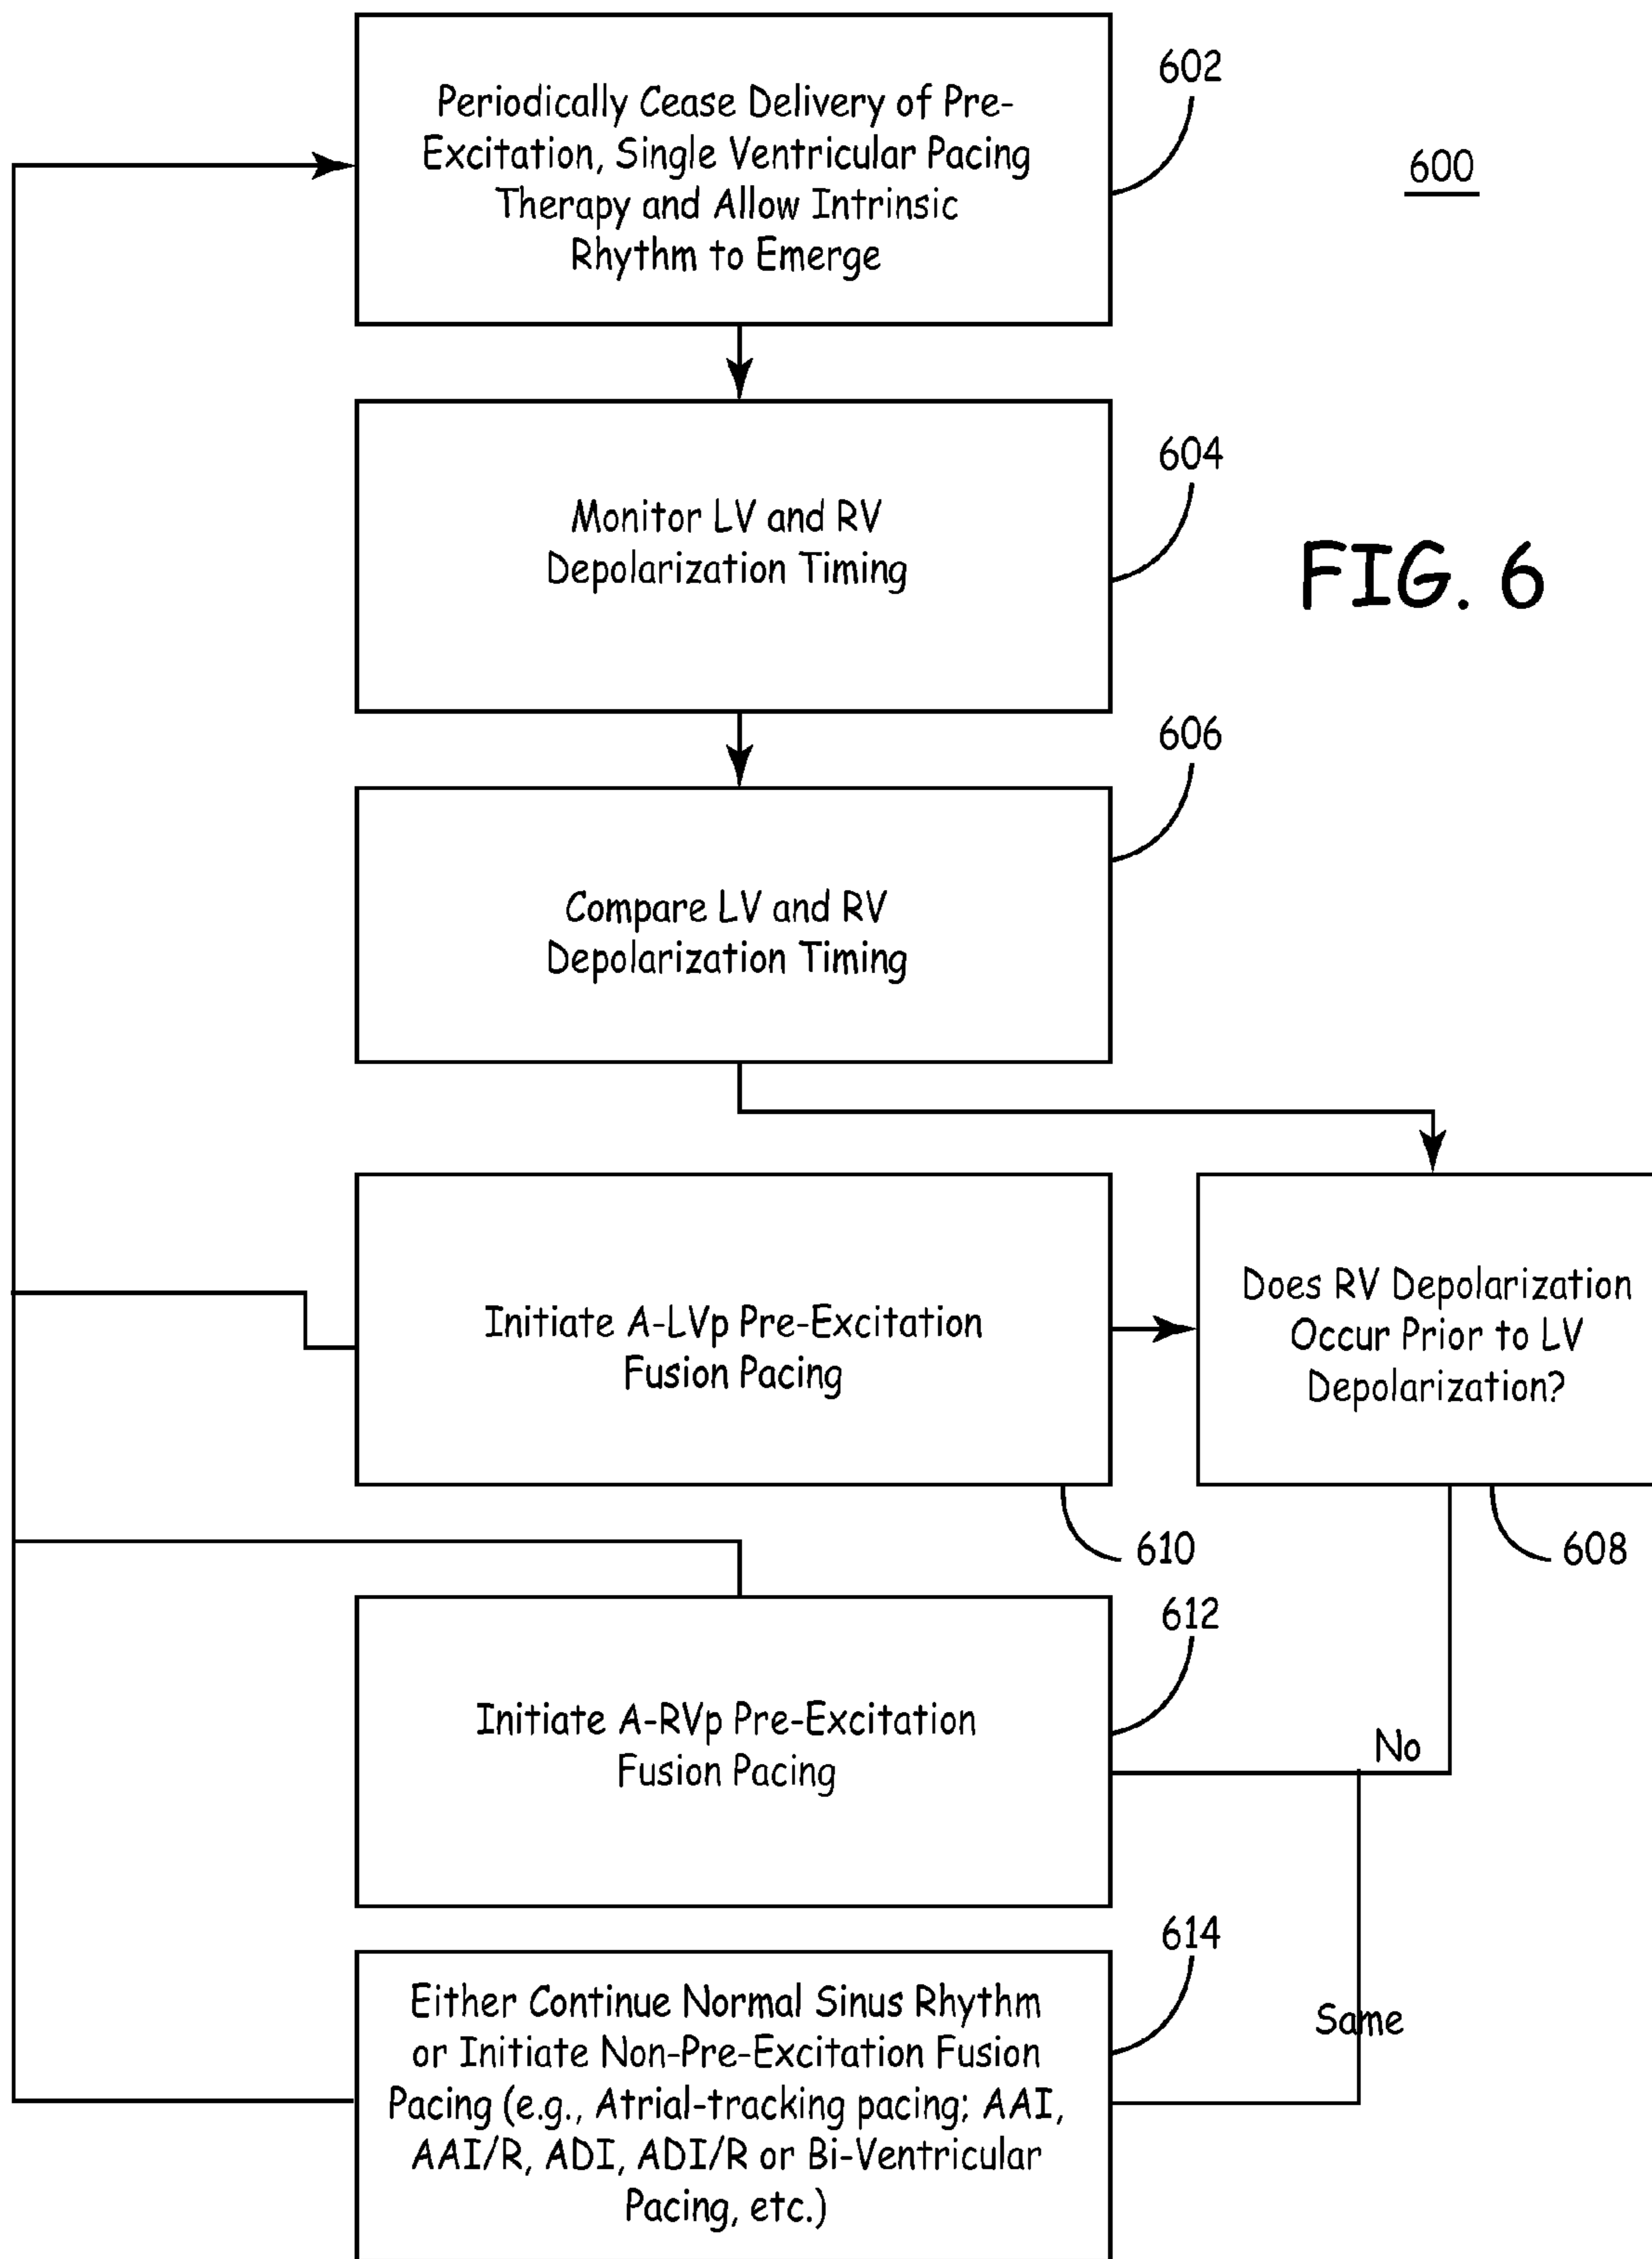 Periodically Cease Delivery of Pre-
Excitation, Single Ventricular Pacing
Therapy and Allow Intrinsic
Rhythm to Emerge
602
600
Monitor LV and RV
Depolarization Timing
604
FIG. 6
606
Compare LV and RV
Depolarization Timing
Initiate A-LVp Pre-Excitation
Fusion Pacing
Does RV Depolarization
Occur Prior to LV
Depolarization?
610
608
612
Initiate A-RVp Pre-Excitation
Fusion Pacing
No
614
Either Continue Normal Sinus Rhythm
or Initiate Non-Pre-Excitation Fusion
Pacing (e.g., Atrial-tracking pacing; AAI,
AAI/R, ADI, ADI/R or Bi-Ventricular
Pacing, etc.)
Same